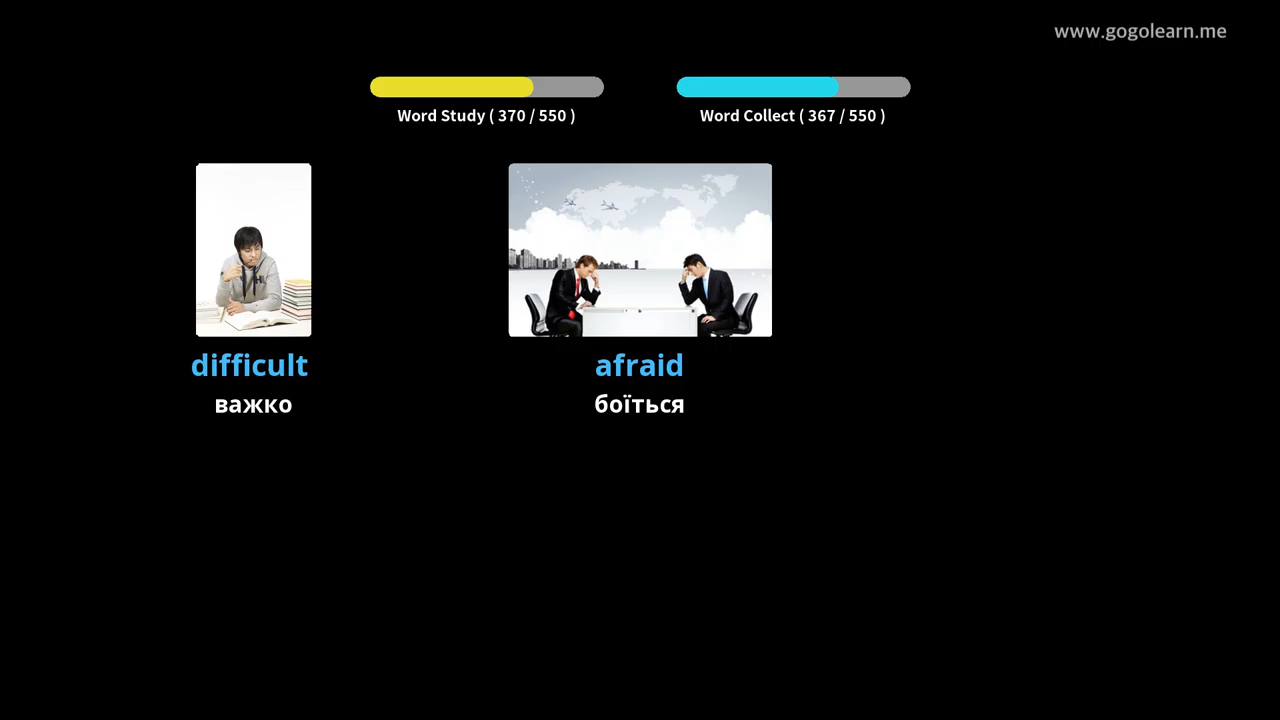 www.gogolearn.me
Word Study ( 370 / 550 )
Word Collect ( 367 / 550 )
difficult
важко
afraid
боїться